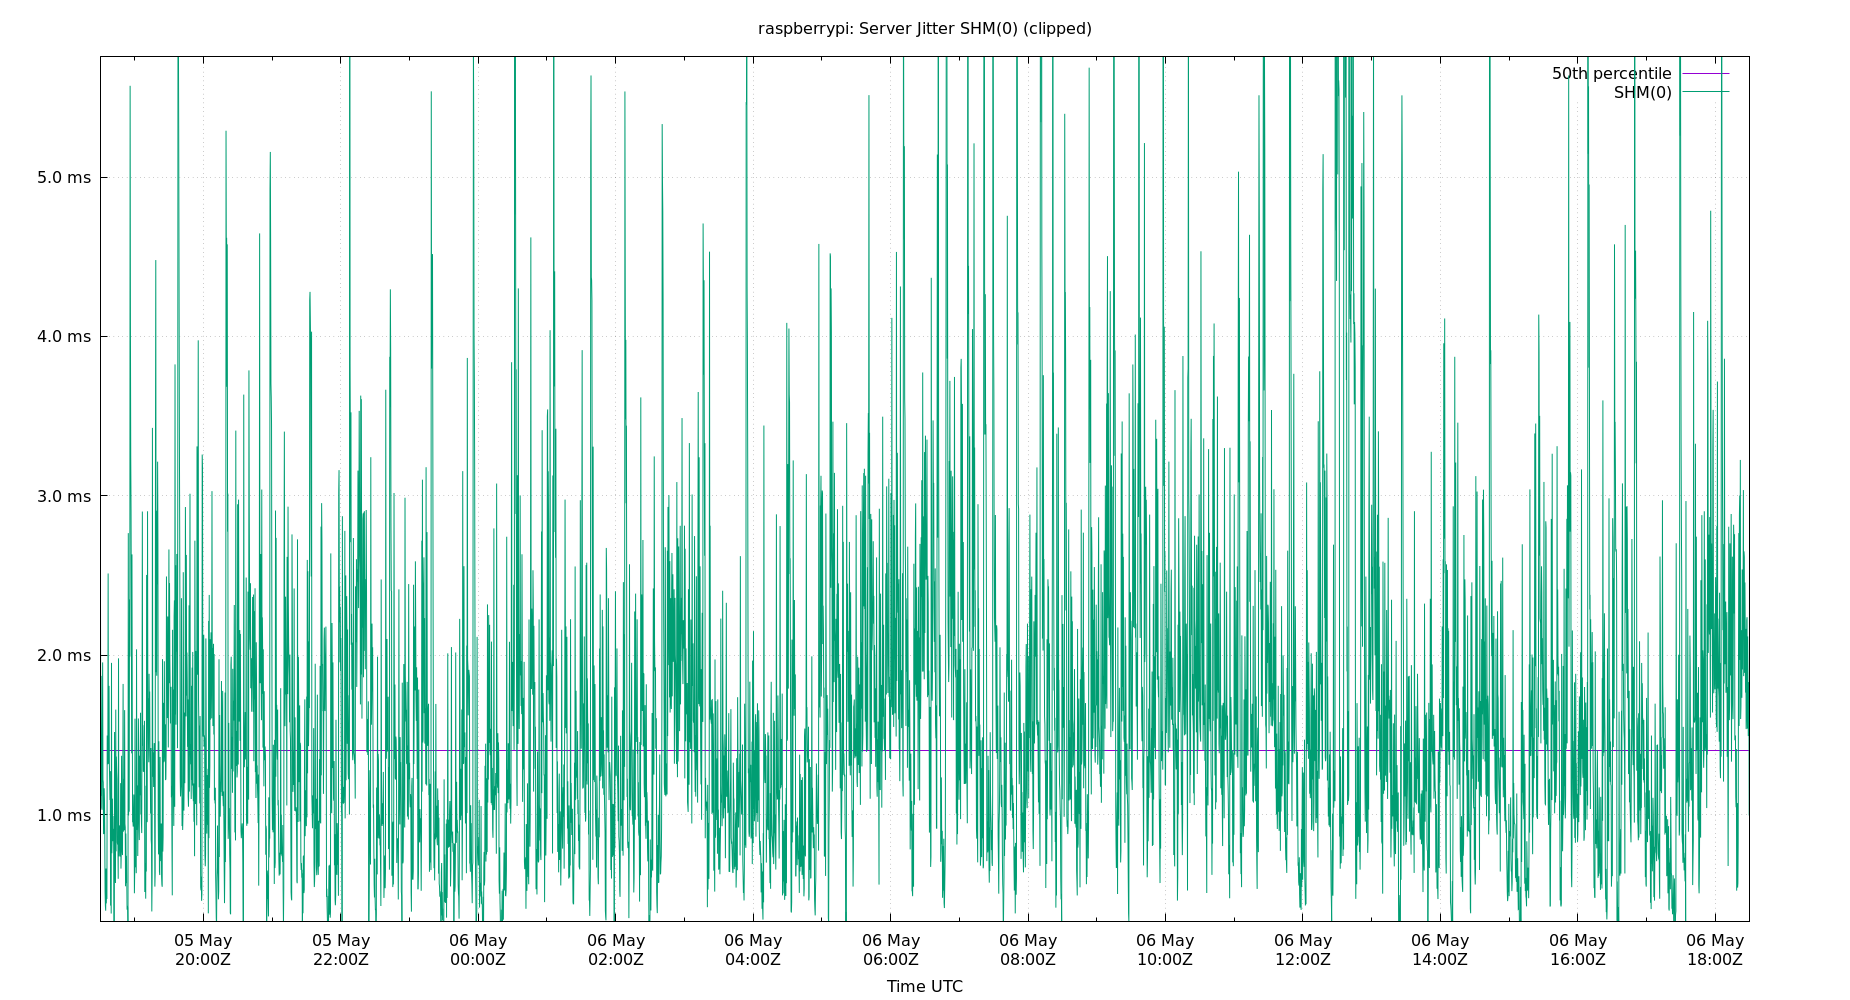 raspberrypi: Server Jitter SHM(0) (clipped)
50th percentile
SHM(0)
5.0 ms
4.0 ms
3.0 ms
2.0 ms
1.0 ms
05 May
20:00Z
05 May
22:00Z
06 May
00:00Z
06 May
02:00Z
06 May
04:00Z
06 May
06:00Z
06 May
08:00Z
06 May
10:00Z
06 May
12:00Z
06 May
14:00Z
06 May
16:00Z
06 May
18:00Z
Time UTC